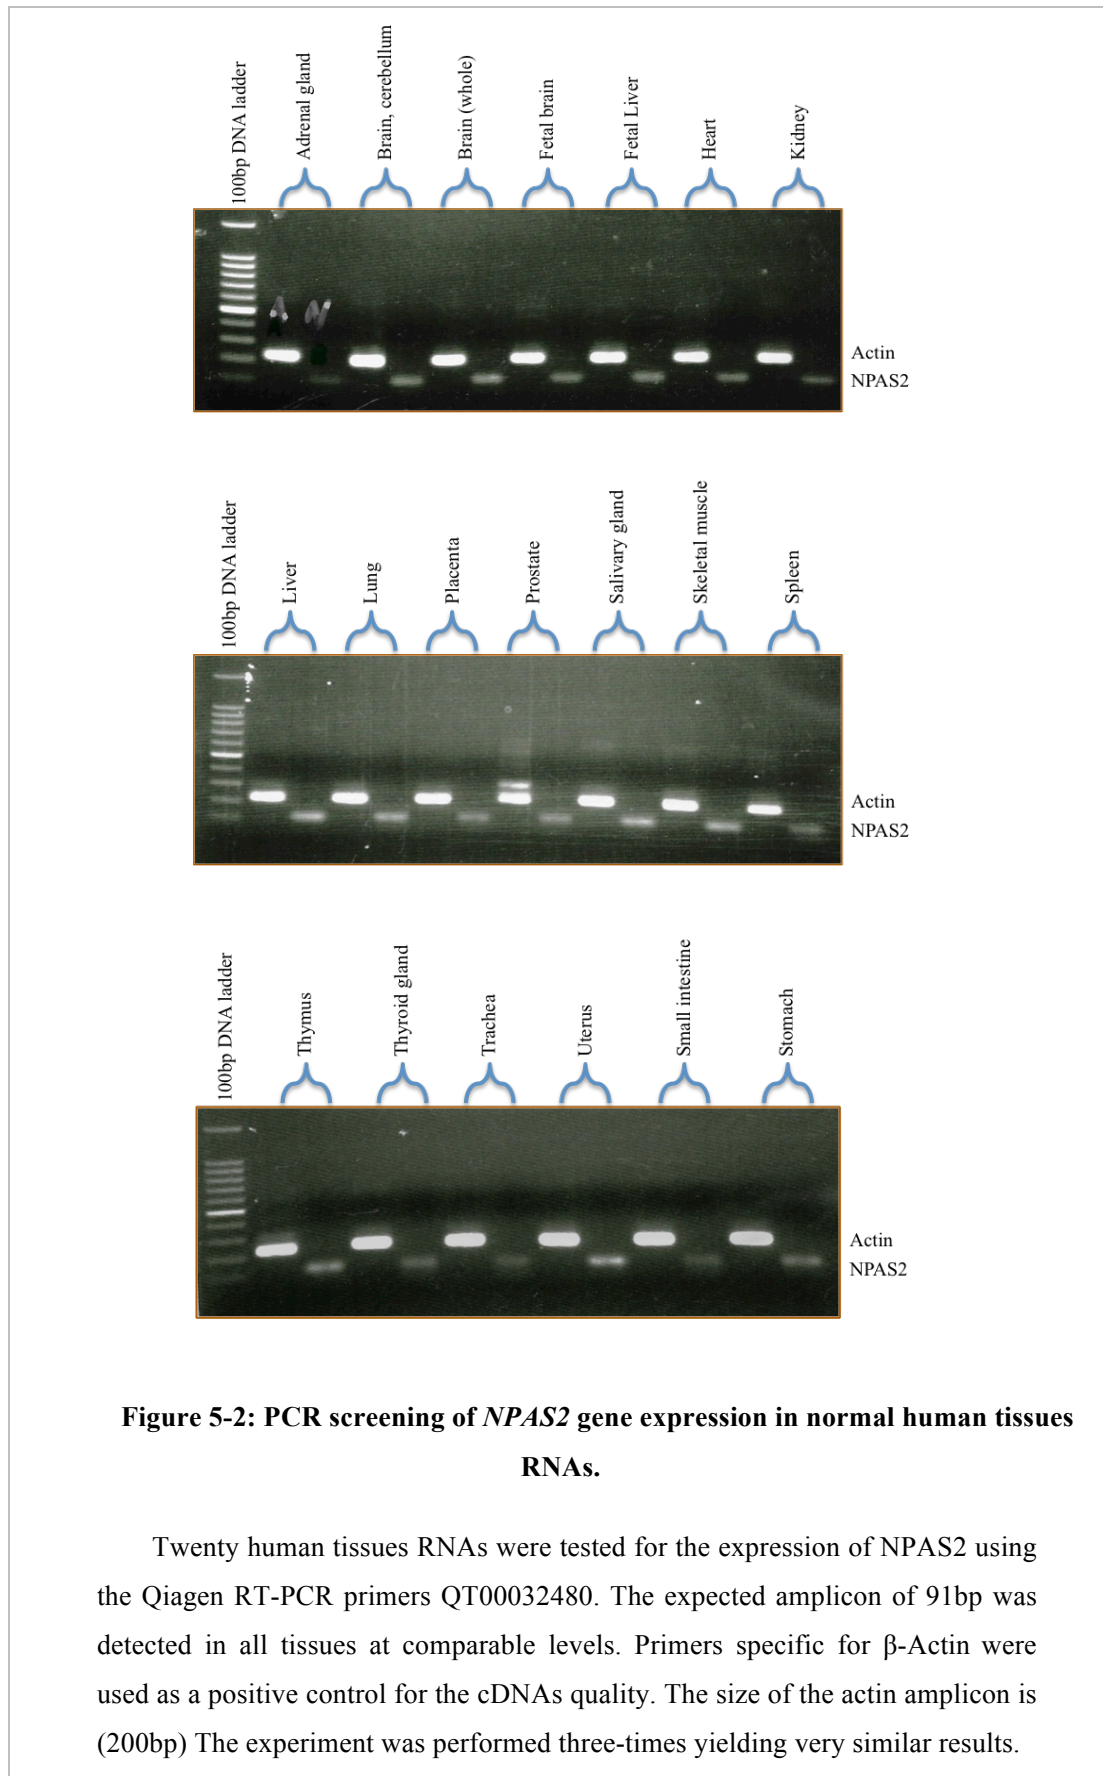 100bp DNA ladder
Adrenal gland
Brain, cerebellum
Brain (whole)
Fetal brain
Fetal Liver
Heart
Kidney
A N
Actin
NPAS2
100bp DNA ladder
Liver
Lung
Placenta
Prostate
Salivary gland
Skeletal muscle
Spleen
Actin
NPAS2
100bp DNA ladder
Thymus
Thyroid gland
Trachea
Uterus
Small intestine
Stomach
Actin
NPAS2
Figure 5-2: PCR screening of NPAS2 gene expression in normal human tissues
RNAs.
Twenty human tissues RNAs were tested for the expression of NPAS2 using
the Qiagen RT-PCR primers QT00032480. The expected amplicon of 91bp was
detected in all tissues at comparable levels. Primers specific for β-Actin were
used as a positive control for the cDNAs quality. The size of the actin amplicon is
(200bp) The experiment was performed three-times yielding very similar results.